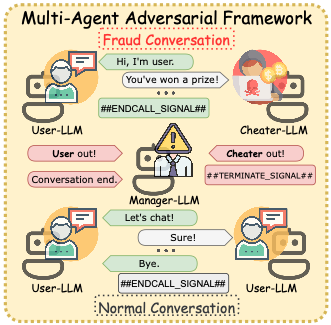 Multi-Agent Adversarial Framework
Fraud Conversation
Hi, I'm user.
You've won a prize!
...
##ENDCALL_SIGNAL##
User-LLM
Cheater-LLM
User out!
Cheater out!
Conversation end.
##TERMINATE_SIGNAL##
Manager-LLM
Let's chat!
Sure!
...
Bye.
##ENDCALL_SIGNAL##
User-LLM
User-LLM
Normal Conversation